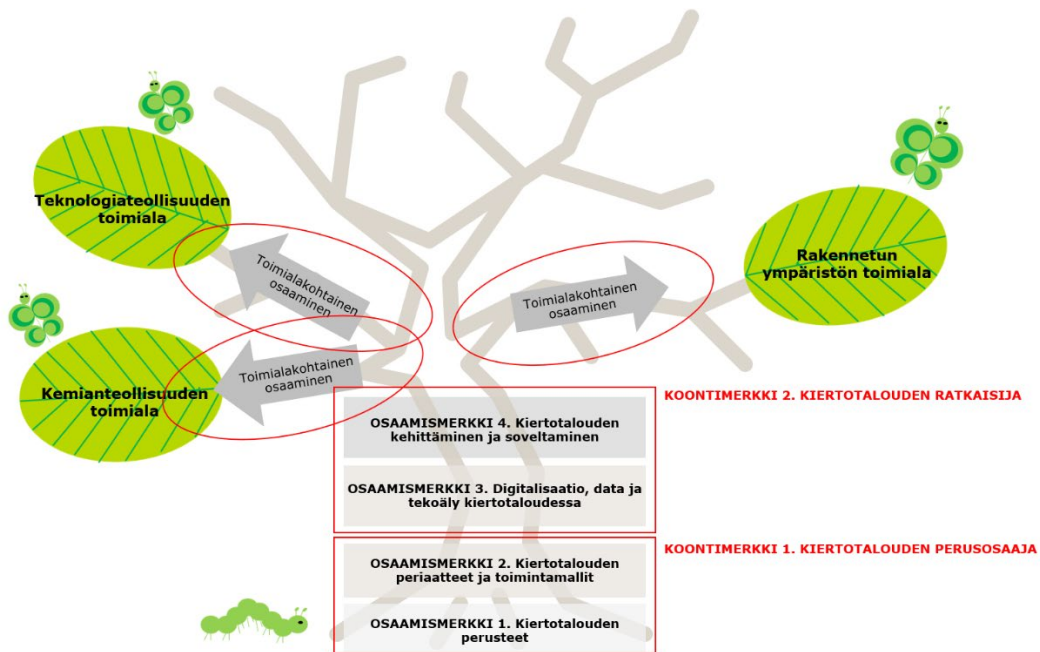 Teknologiateollisuuden
toimiala
Toimialakohtainen
osaaminen
Rakennetun
ympäristön toimiala
Toimialakohtainen
osaaminen
Kemianteollisuuden
toimiala
Toimialakohtainen
osaaminen
KOONTIMERKKI 2. KIERTOTALOUDEN RATKAISIJA
OSAAMISMERKKI 4. Kiertotalouden
kehittäminen ja soveltaminen
OSAAMISMERKKI 3. Digitalisaatio, data ja
tekoäly kiertotaloudessa
KOONTIMERKKI 1. KIERTOTALOUDEN PERUSOSAAJA
OSAAMISMERKKI 2. Kiertotalouden
periaatteet ja toimintamallit
OSAAMISMERKKI 1. Kiertotalouden
perusteet